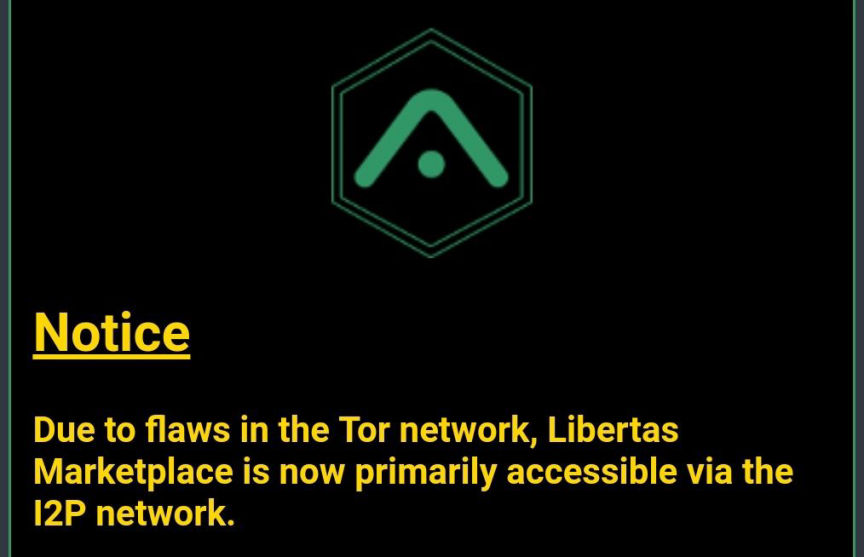 Notice
Due to flaws in the Tor network, Libertas
Marketplace is now primarily accessible via the
I2P network.